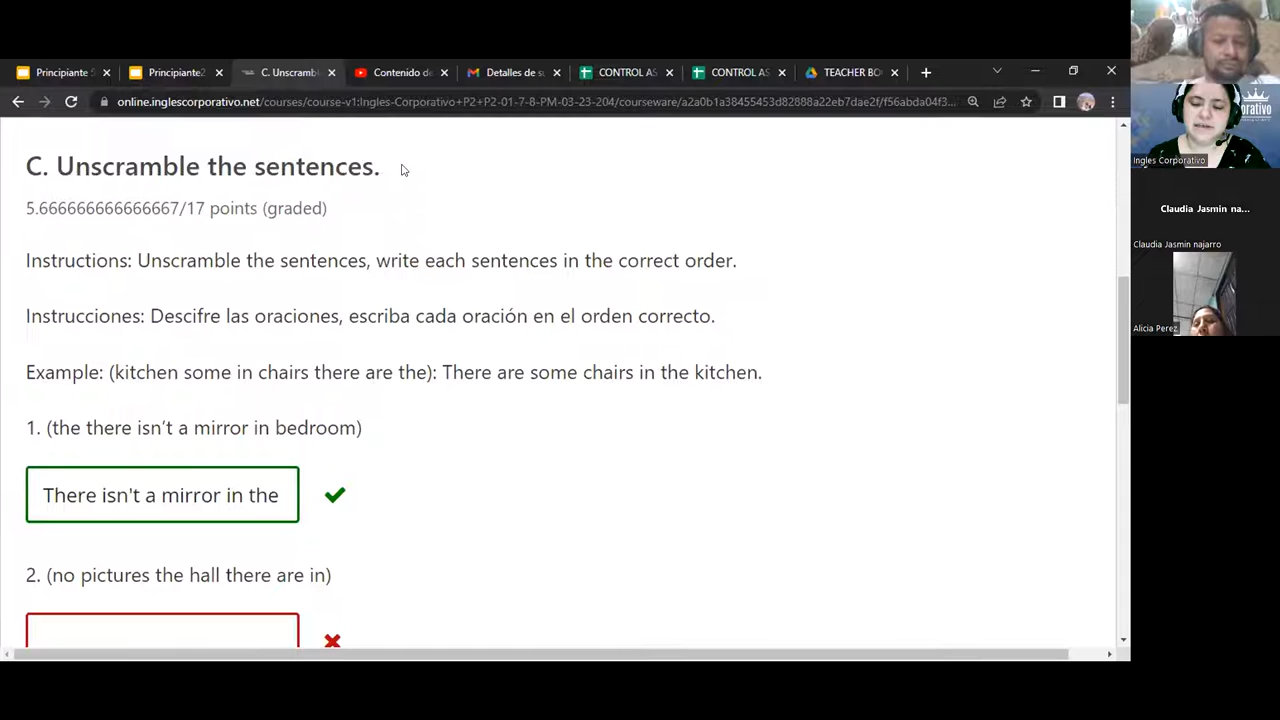 Principiante
Principiante2
C. Unscrambl
Contenido de
Detalles de su
CONTROL AS
CONTROL AS
TEACHER BO
online.inglescorporativo.net/courses/course-v1:Ingles-Corporativo+P2+P2-01-7-8-PM-03-23-204/courseware/a2a0b1a38455453d82888a22eb7dae2f/f56abda04f3...
C. Unscramble the sentences.
5.666666666666667/17 points (graded)
Instructions: Unscramble the sentences, write each sentences in the correct order.
Instrucciones: Descifre las oraciones, escriba cada oración en el orden correcto.
Example: (kitchen some in chairs there are the): There are some chairs in the kitchen.
1. (the there isn't a mirror in bedroom)
There isn't a mirror in the
2. (no pictures the hall there are in)
orativo
Ingles Corporativo
Claudia Jasmin na...
Claudia Jasmin najarro
Alicia Perez